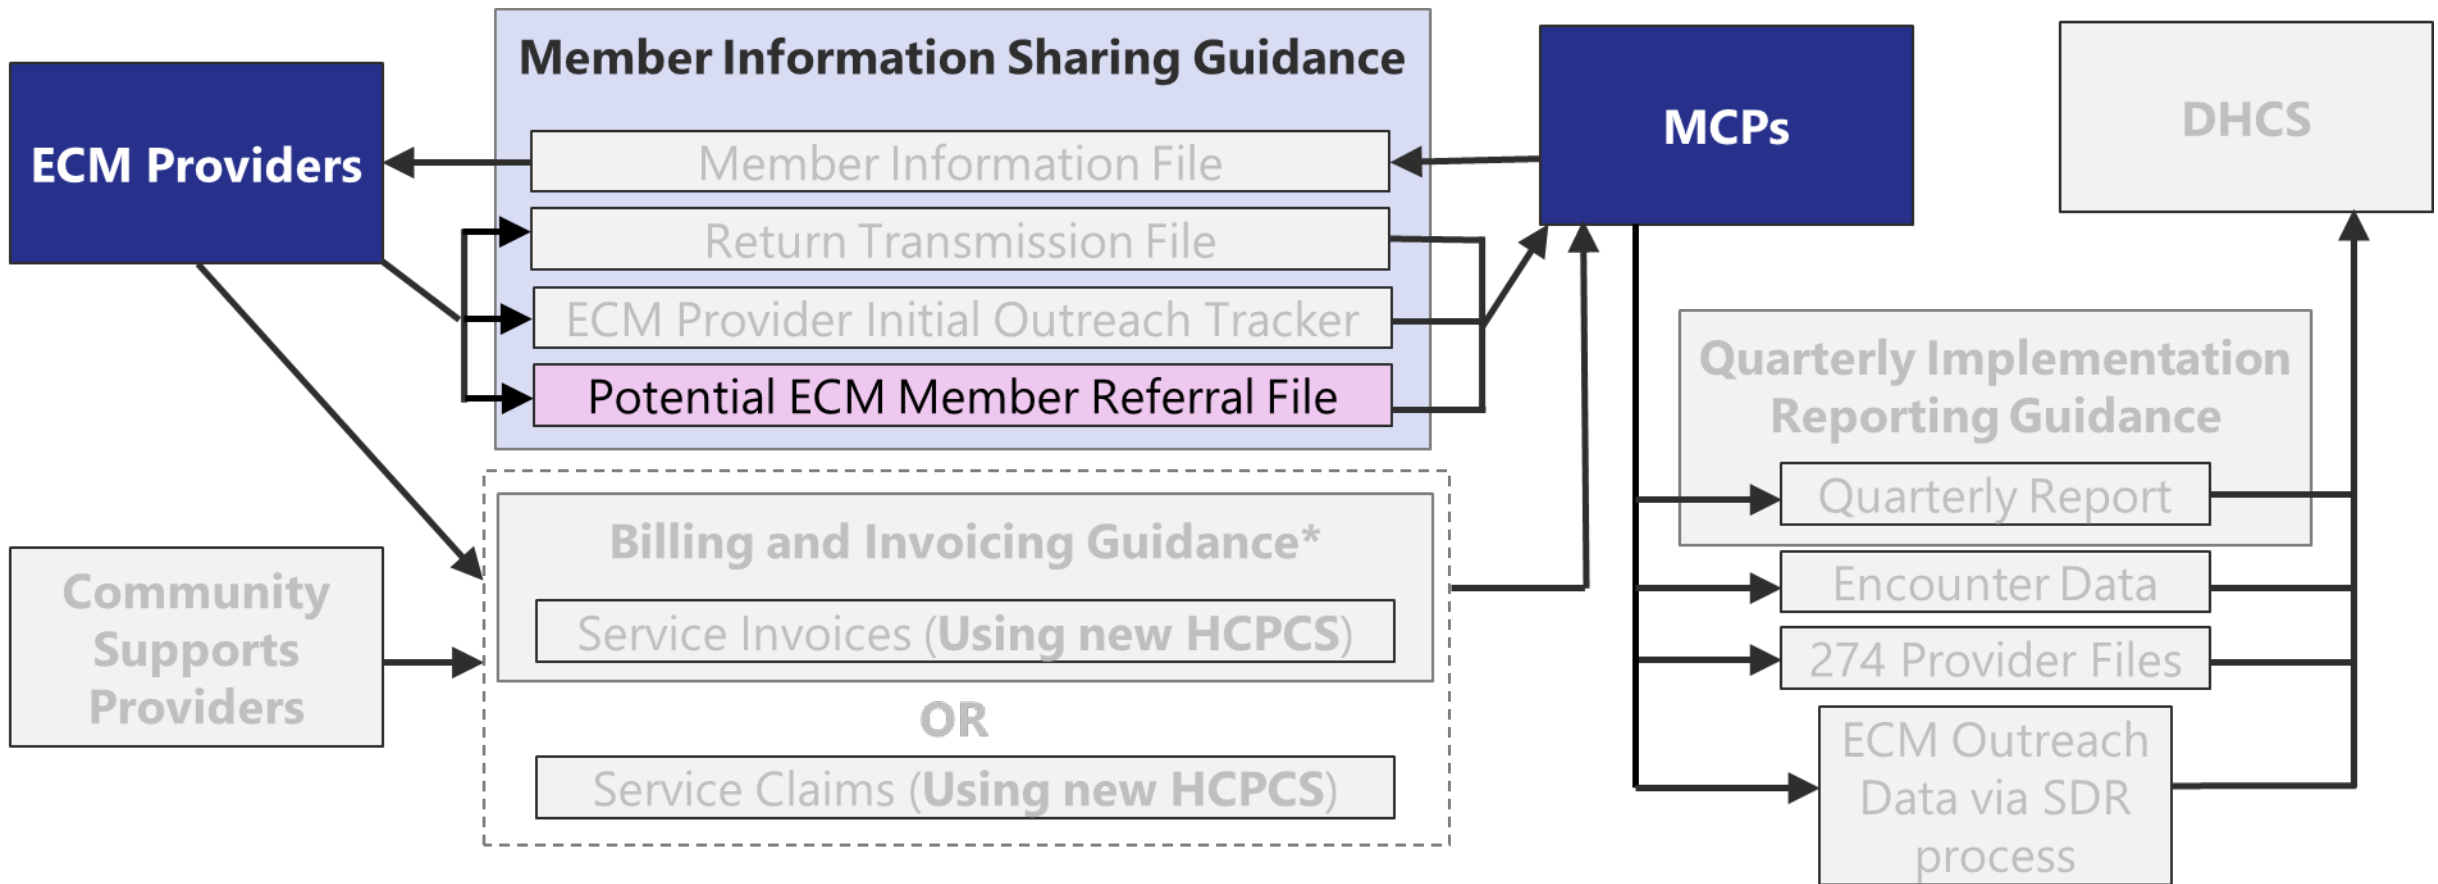 Member Information Sharing Guidance
ECM Providers
Member Information File
Return Transmission File
ECM Provider Initial Outreach Tracker
Potential ECM Member Referral File
MCPs
DHCS
Community
Supports
Providers
Billing and Invoicing Guidance*
Service Invoices (Using new HCPCS)
OR
Service Claims (Using new HCPCS)
Quarterly Implementation
Reporting Guidance
Quarterly Report
Encounter Data
274 Provider Files
ECM Outreach
Data via SDR
process